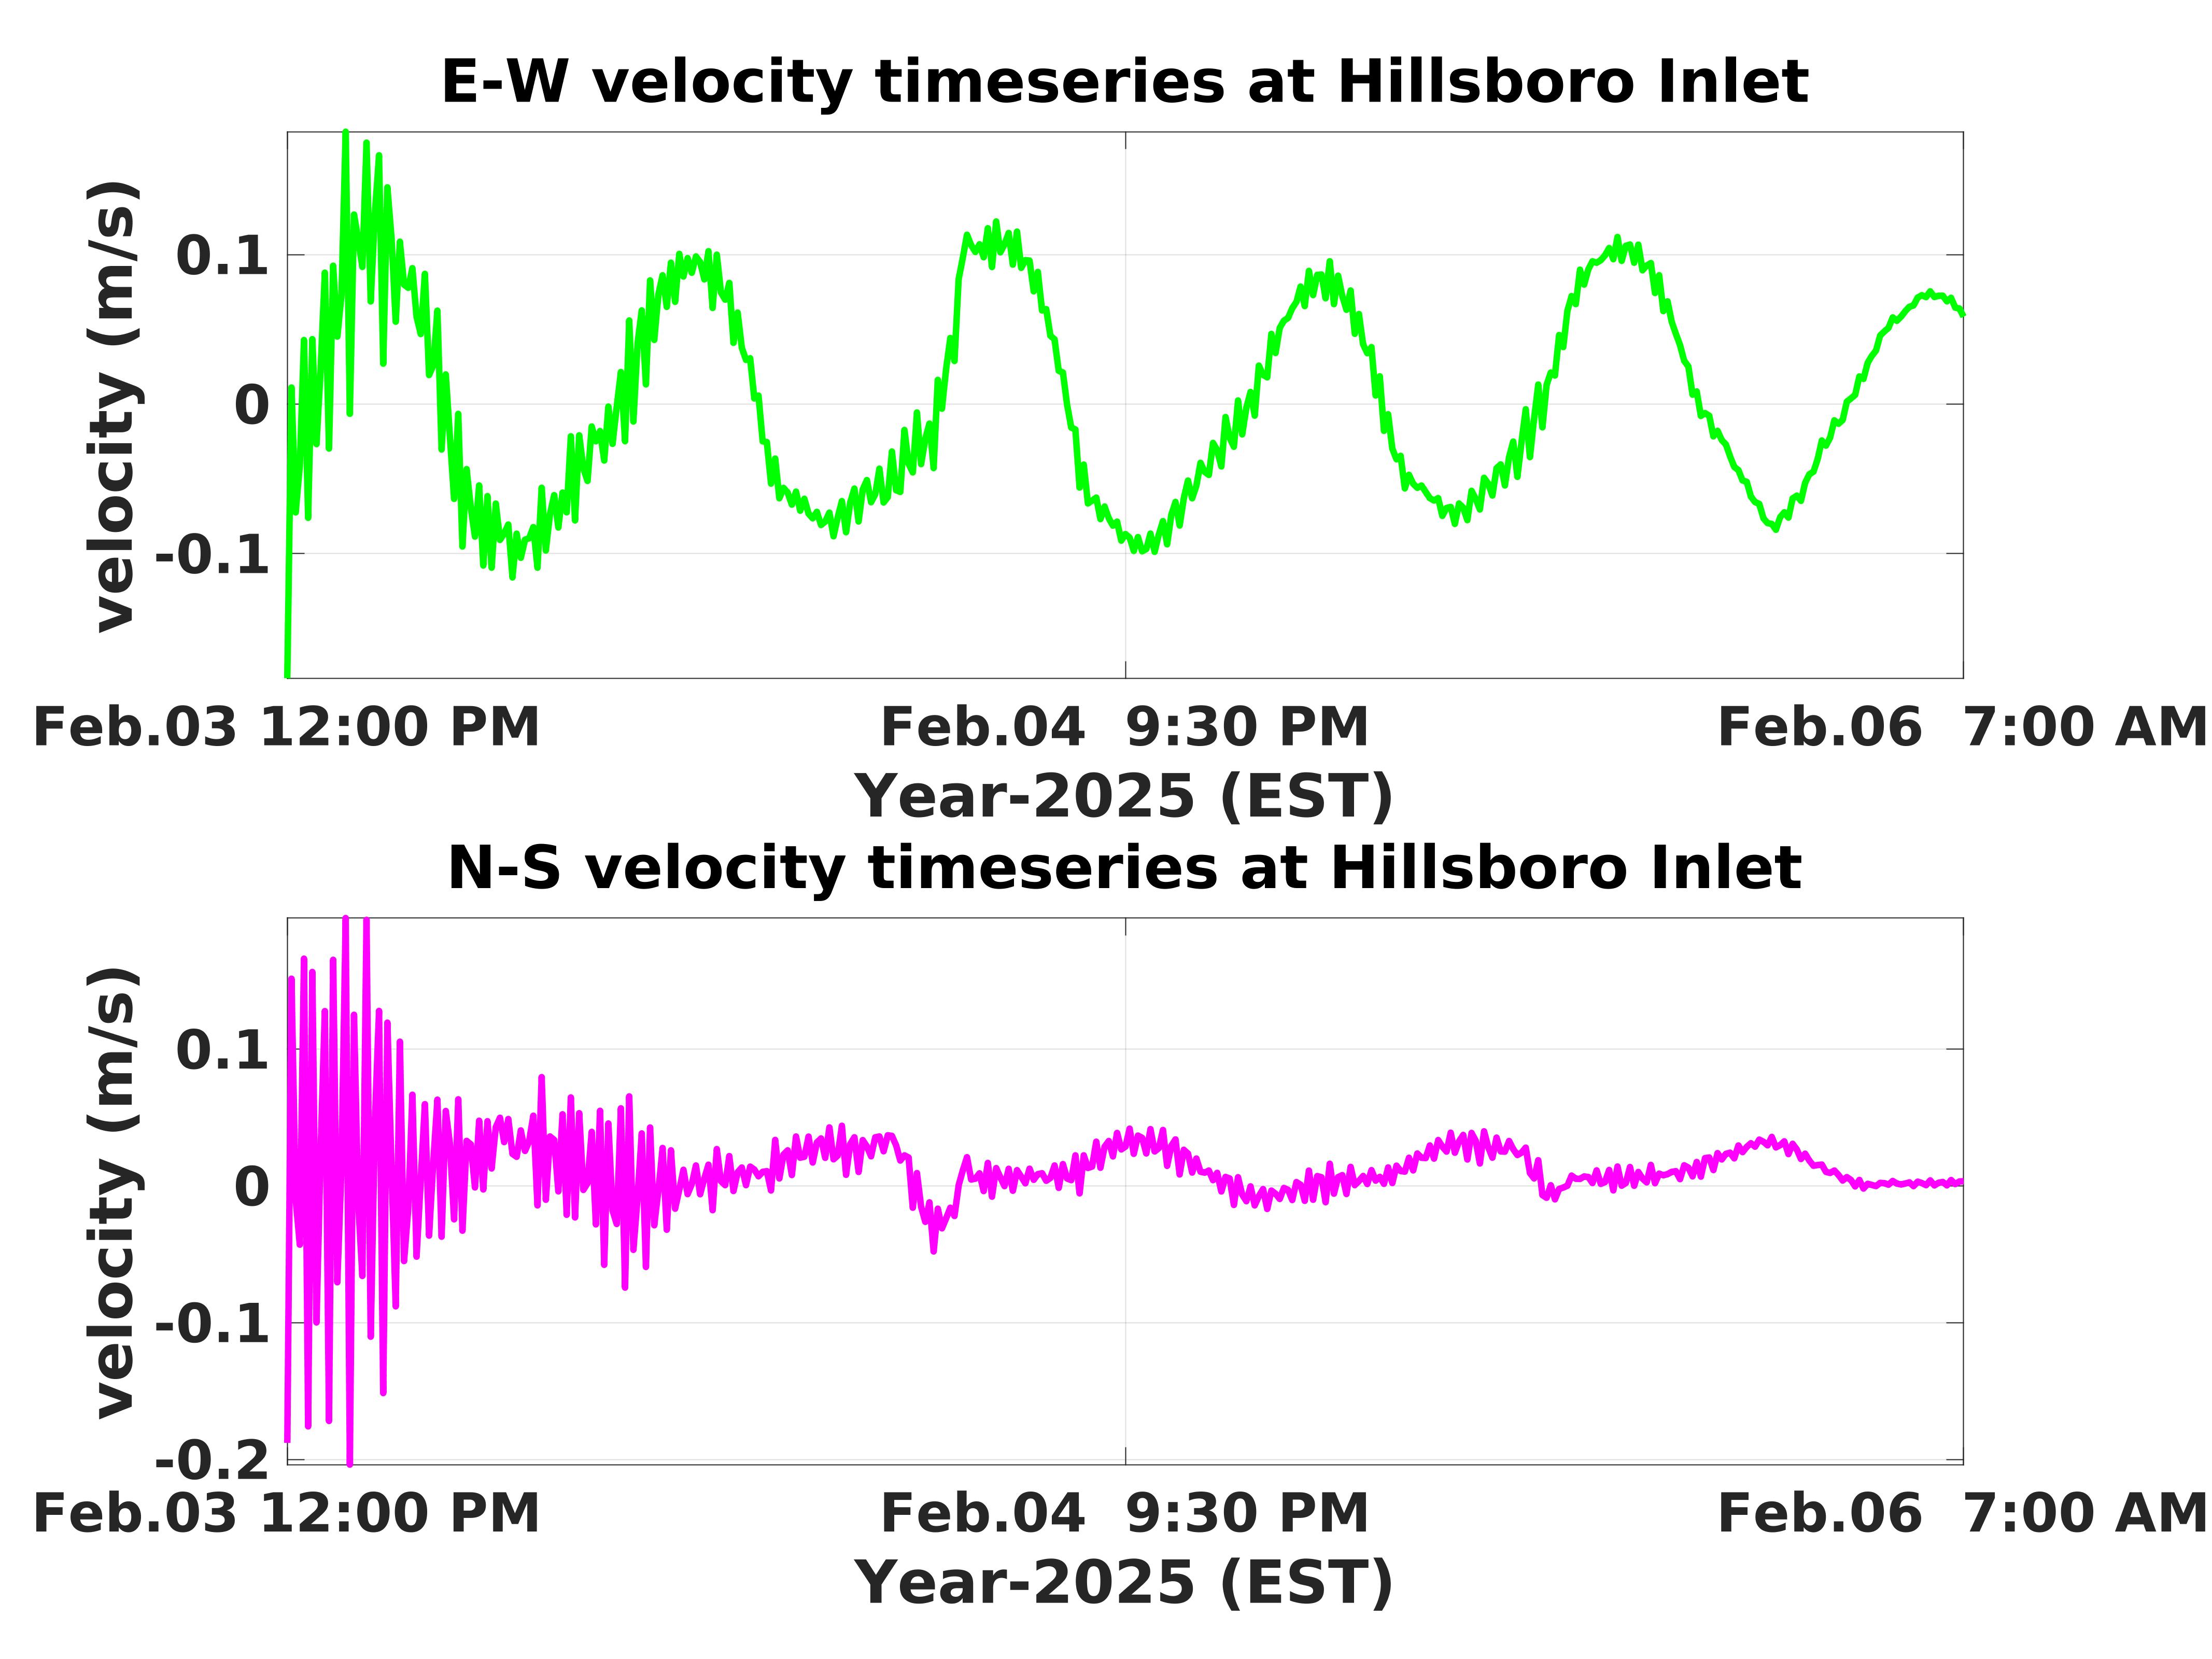 E-W velocity timeseries at Hillsboro Inlet
velocity (m/s)
0.1
0
-0.1
Feb.03 12:00 PM Feb.04  9:30 PM Feb.06  7:00 AM
Year-2025 (EST)
N-S velocity timeseries at Hillsboro Inlet
velocity (m/s)
0.1
0
-0.1
-0.2
Feb.03 12:00 PM Feb.04  9:30 PM Feb.06  7:00 AM
Year-2025 (EST)